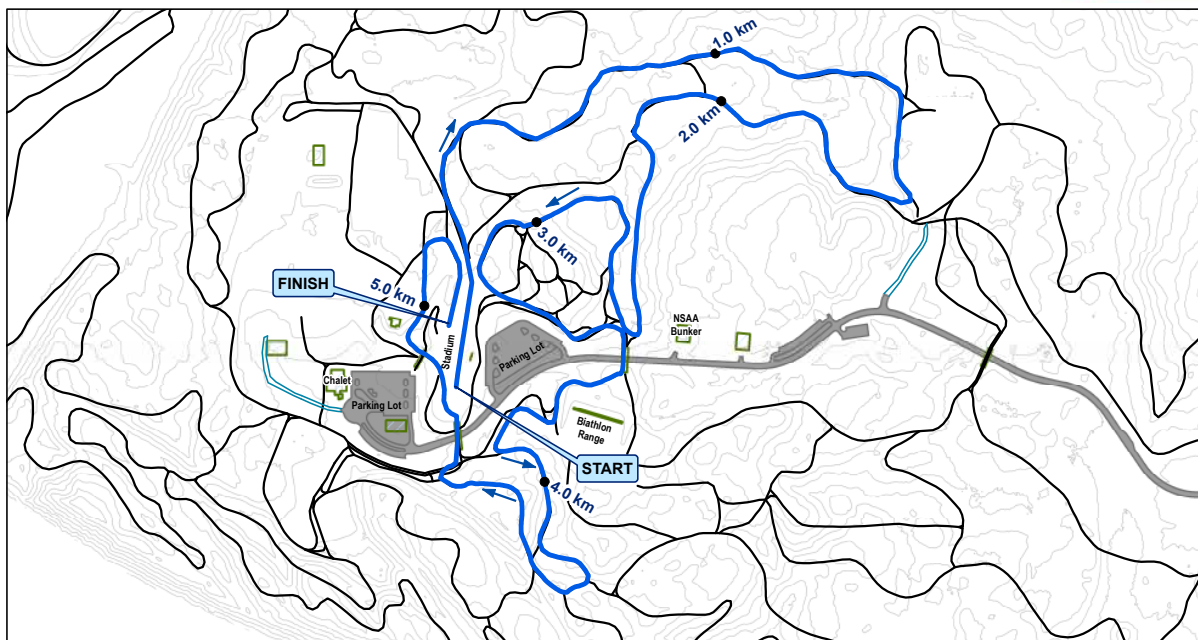 1.0 km
2.0 km
3.0 km
FINISH
5.0 km
NSAA
Bunker
Stadium
Parking Lot
Chalet
Parking Lot
Biathlon
Range
START
4.0 km